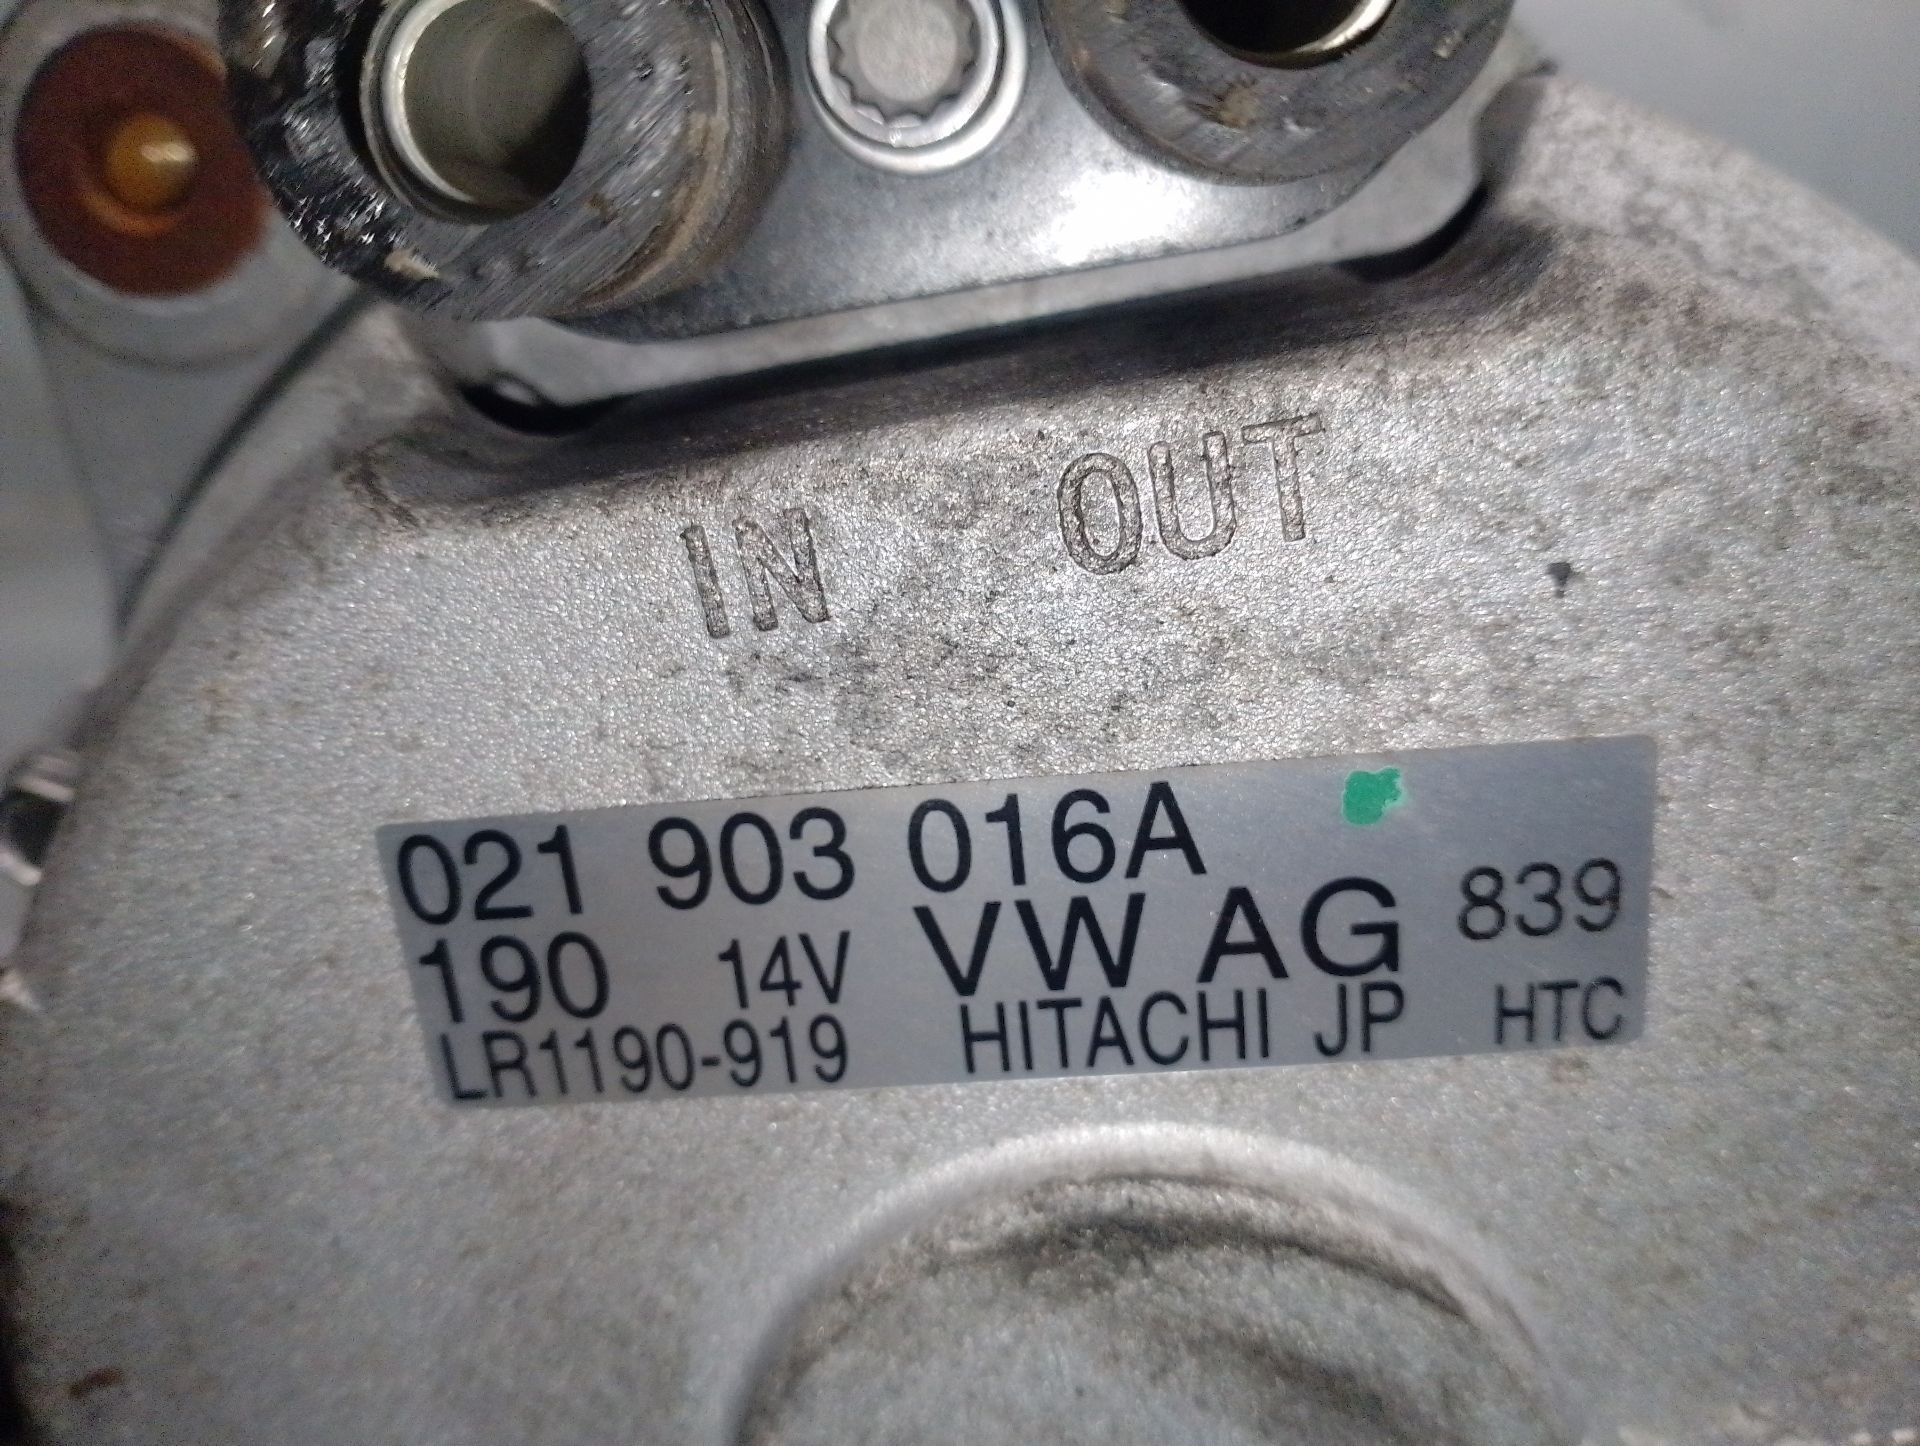 IN OUT
021 903 016A
190 14V VW AG 839
LR1190-919 HITACHI JP HTC